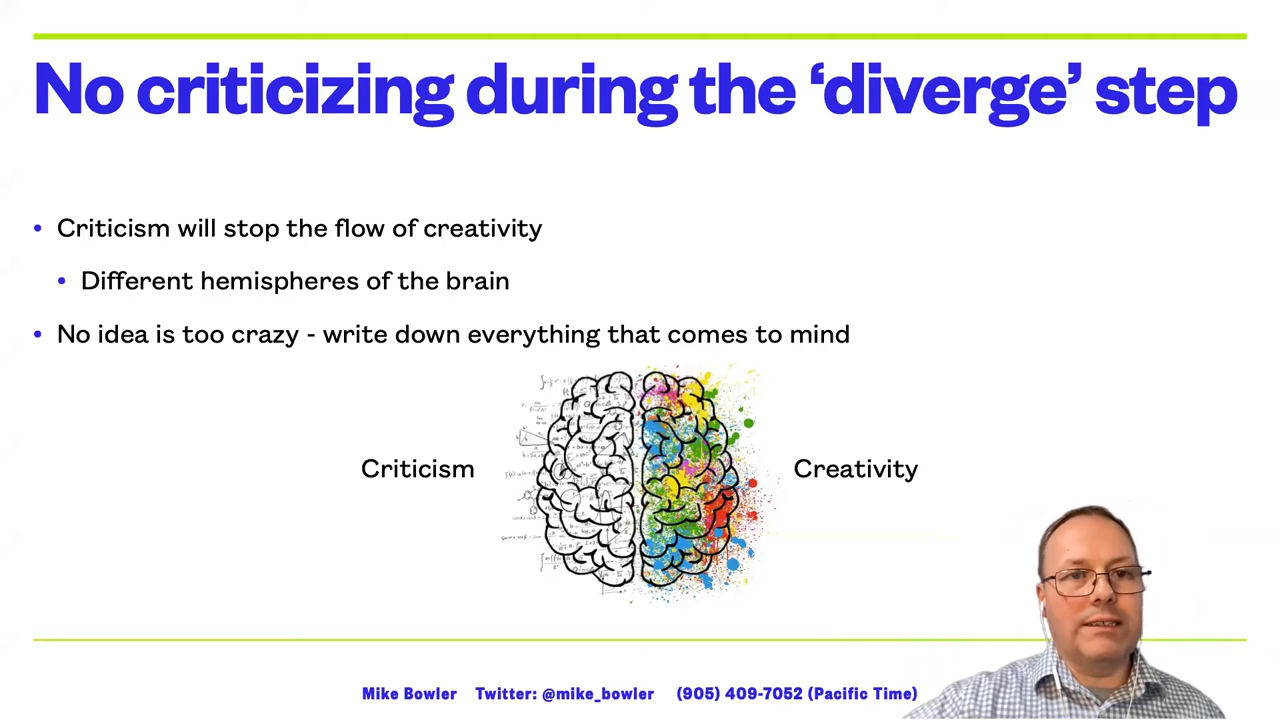 No criticizing during the ‘diverge’ step
• Criticism will stop the flow of creativity
• Different hemispheres of the brain
• No idea is too crazy - write down everything that comes to mind
Criticism
Creativity
Mike Bowler Twitter: @mike_bowler (905) 409-7052 (Pacific Time)